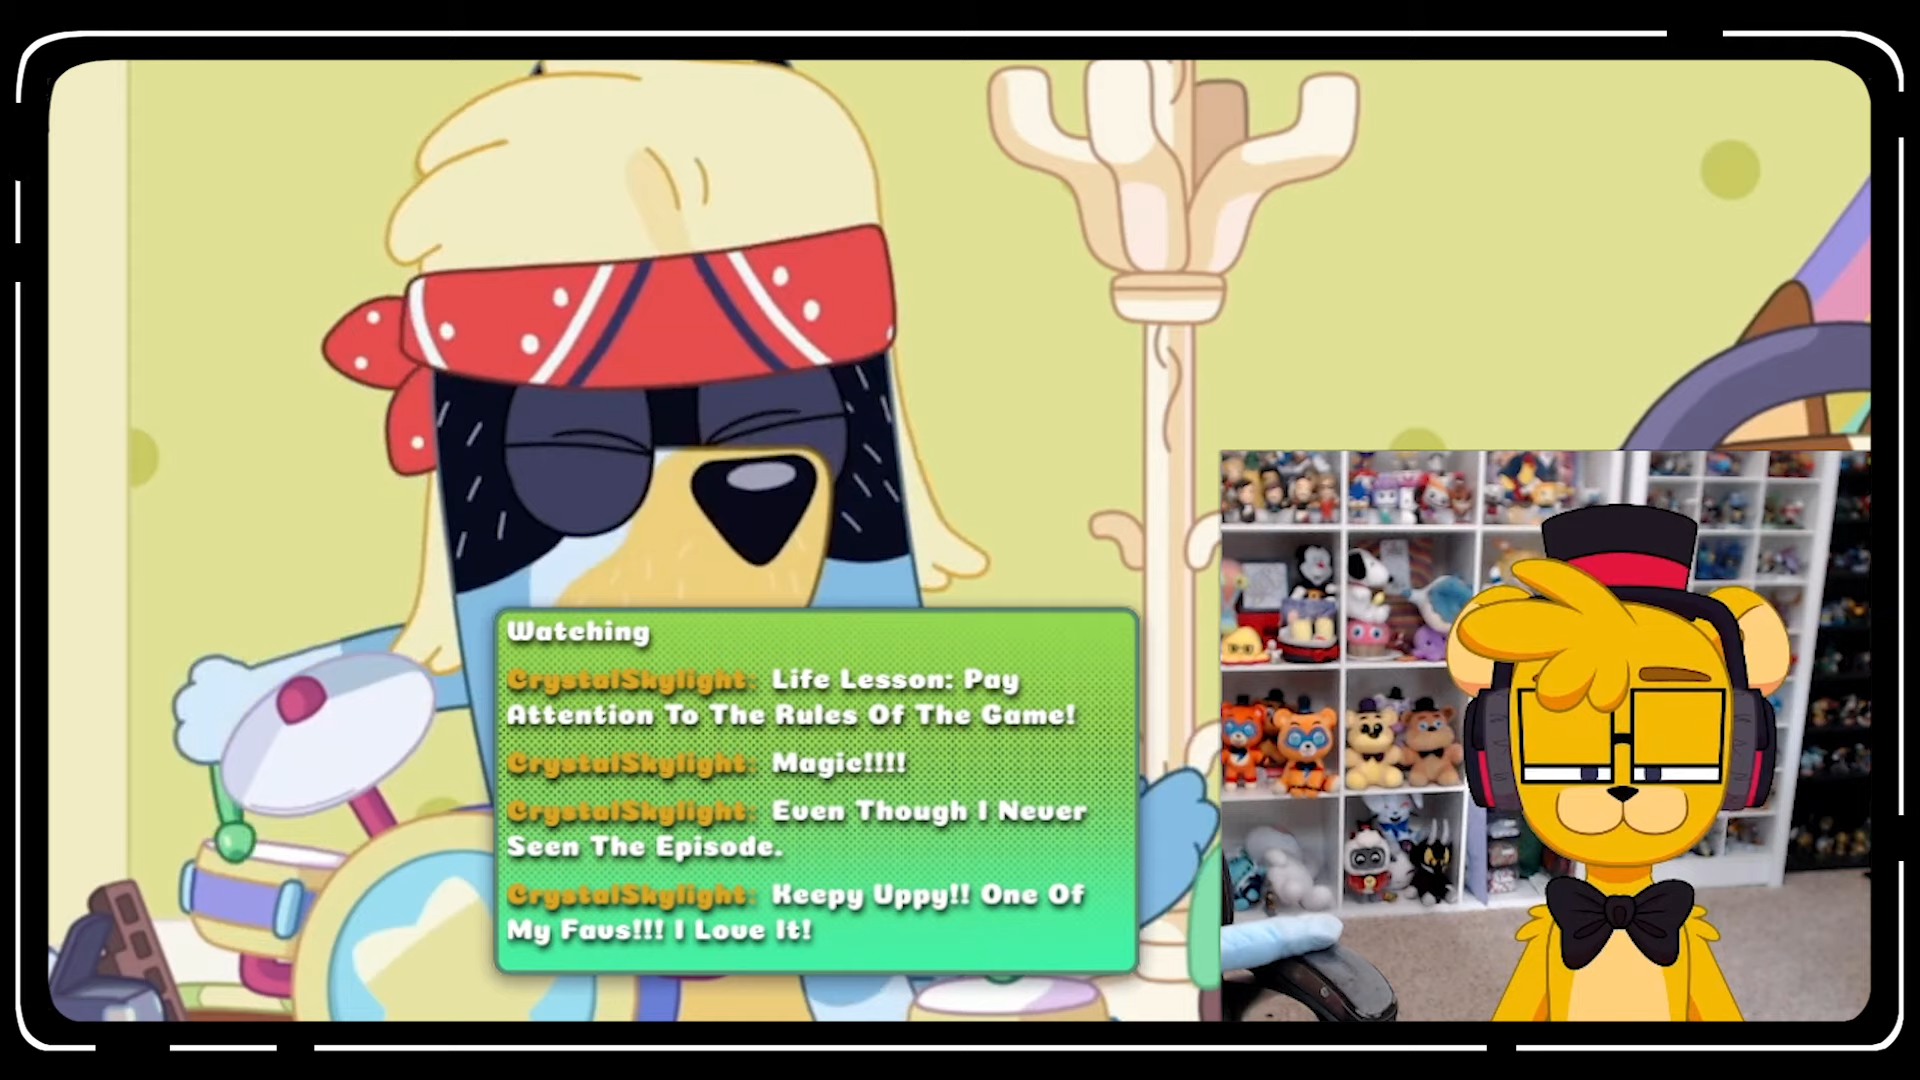 Watching
CrystalSkylight: Life Lesson: Pay
Attention To The Rules Of The Game!
CrystalSkylight: Magic!!!!
CrystalSkylight: Even Though I Never
Seen The Episode.
CrystalSkylight: Keepy Uppy!! One Of
My Favs!!! I Love It!